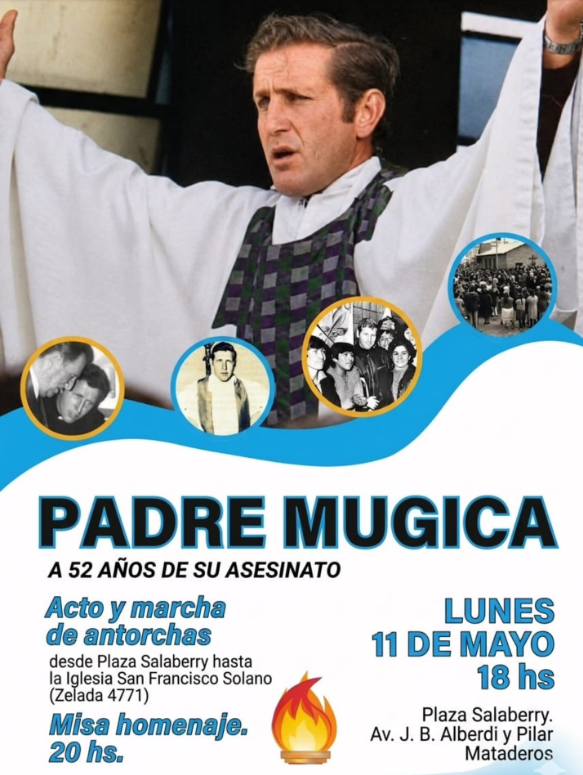 PADRE MUGICA
A 52 AÑOS DE SU ASESINATO
Acto y marcha
de antorchas
desde Plaza Salaberry hasta
la Iglesia San Francisco Solano
(Zelada 4771)
Misa homenaje.
20 hs.
LUNES
11 DE MAYO
18 hs
Plaza Salaberry.
Av. J. B. Alberdi y Pilar
Mataderos